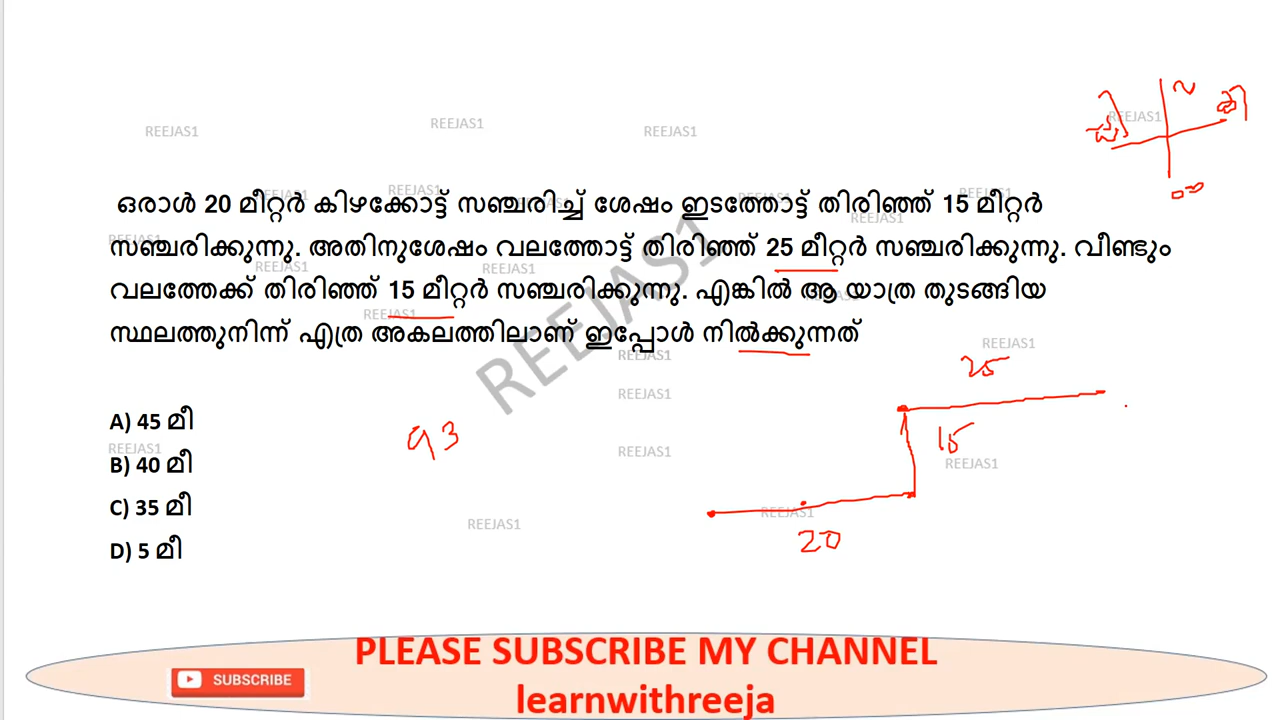 വ
കി
പ
തെ
ഒരാൾ 20 മീറ്റർ കിഴക്കോട്ട് സഞ്ചരിച്ച് ശേഷം ഇടത്തോട്ട് തിരിഞ്ഞ് 15 മീറ്റർ
സഞ്ചരിക്കുന്നു. അതിനുശേഷം വലത്തോട്ട് തിരിഞ്ഞ് 25 മീറ്റർ സഞ്ചരിക്കുന്നു. വീണ്ടും
വലത്തേക്ക് തിരിഞ്ഞ് 15 മീറ്റർ സഞ്ചരിക്കുന്നു. എങ്കിൽ ആ യാത്ര തുടങ്ങിയ
സ്ഥലത്തുനിന്ന് എത്ര അകലത്തിലാണ് ഇപ്പോൾ നിൽക്കുന്നത്
REEJAS1
A) 45 മീ
B) 40 മീ
C) 35 മീ
D) 5 മീ
93
25
15
20
PLEASE SUBSCRIBE MY CHANNEL
SUBSCRIBE
learnwithreeja